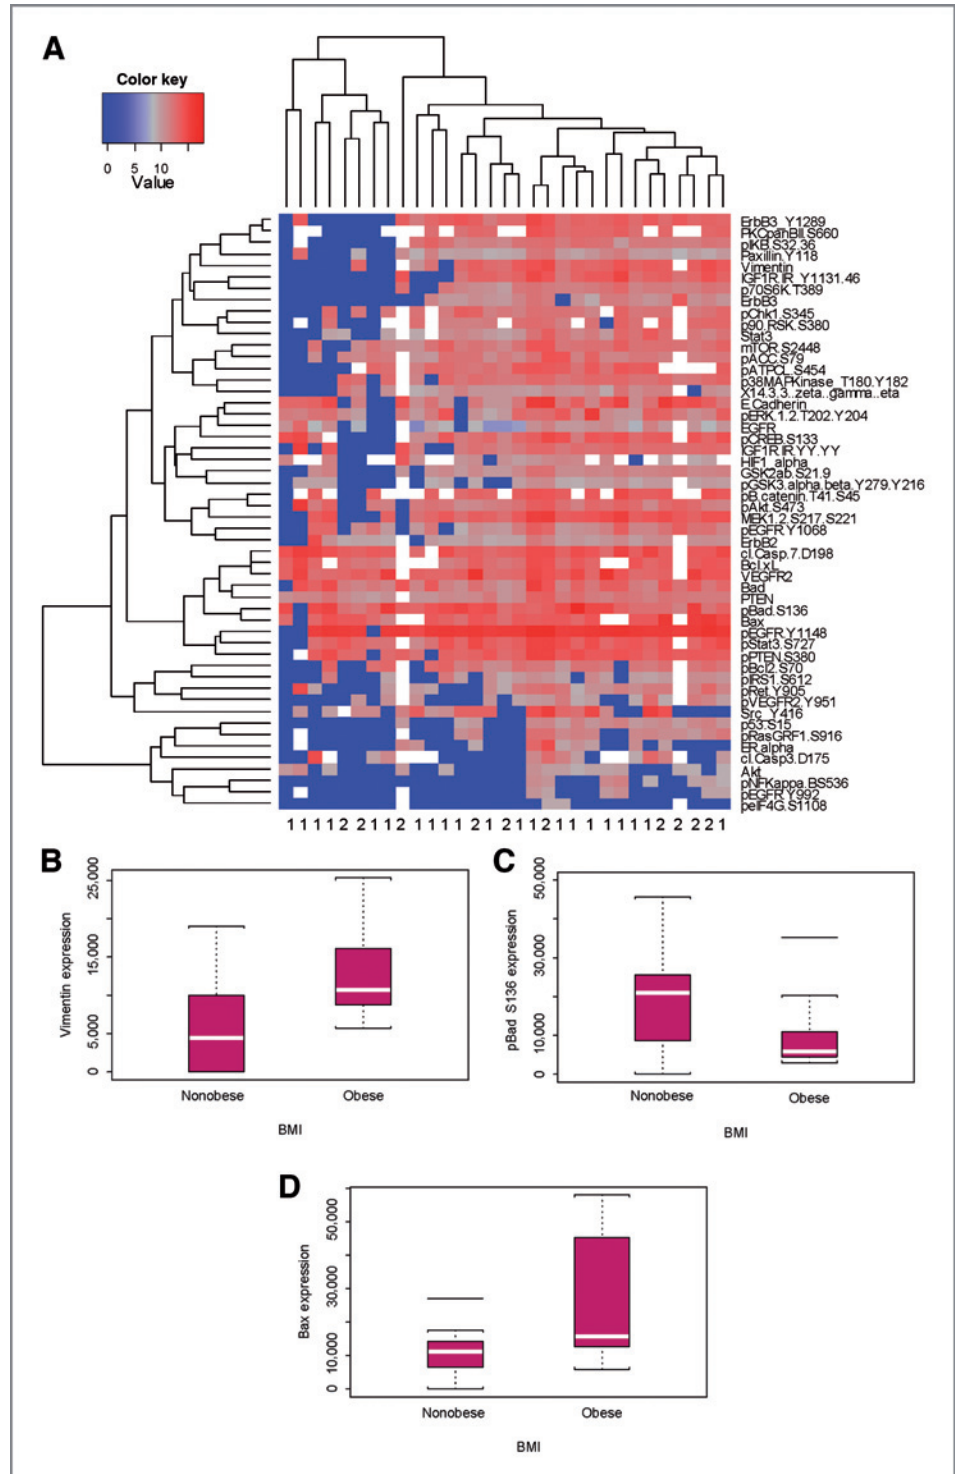 A
Color key
0 5 10
Value
ErbB3_Y1289
pIKB.S32.36
Paxillin.Y118
Vimentin
IGF1R.IR_Y1131.46
p70S6K.T389
ErbB3
pChk1.S345
p90.RSK.S380
Stat3
mTOR.S2448
pACC.S79
pATPCL.S454
p38MAPKinase_T180.Y182
X14.3.3..zeta..gamma..eta
E.Cadherin
pERK.1.2.T202.Y204
EGFR
pCREB.S133
IGF1R.IR.YY.YY
HIF1_alpha
GSK2ab.S21.9
pGSK3.alpha.beta.Y279.Y216
pB.catenin.T41.S45
pAkt.S473
MEK1.2.S217.S221
pEGFR.Y1068
ErbB2
cl.Casp.7.D198
Bcl.xL
VEGFR2
Bad
PTEN
pBad.S136
Bax
pEGFR.Y1148
pStat3.S727
pPTEN.S380
pBcl2.S70
pIRS1.S612
pRet.Y905
pVEGFR2.Y951
Src_Y416
p53.S15
pRasGRF1.S916
ER.alpha
cl.Casp3.D175
Akt
pNFKappa.BS536
pEGFR.Y992
peIF4G.S1108
1 1 1 1 2 2 1 1 2 1 1 1 1 2 1 2 1 1 2 1 1 1 1 1 1 1 2 2 2 2 1
B
Vimentin expression
25,000
15,000
5,000
0
Nonobese Obese
BMI
C
pBad S136 expression
50,000
30,000
10,000
0
Nonobese Obese
BMI
D
Bax expression
50,000
30,000
10,000
0
Nonobese Obese
BMI